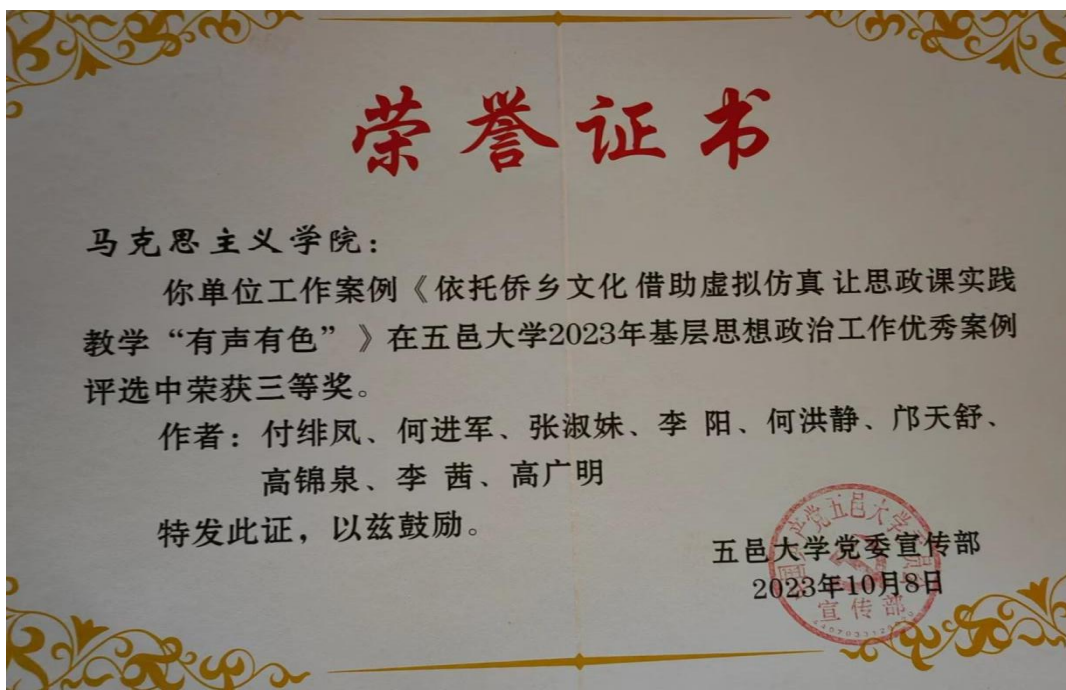 荣誉证书
马克思主义学院：
你单位工作案例《依托侨乡文化 借助虚拟仿真 让思政课实践
教学“有声有色”》在五邑大学2023年基层思想政治工作优秀案例
评选中荣获三等奖。
作者：付绯凤、何进军、张淑妹、李 阳、何洪静、邝天舒、
高锦泉、李 茜、高广明
特发此证，以兹鼓励。
五邑大学党委宣传部
2023年10月8日
宣传部